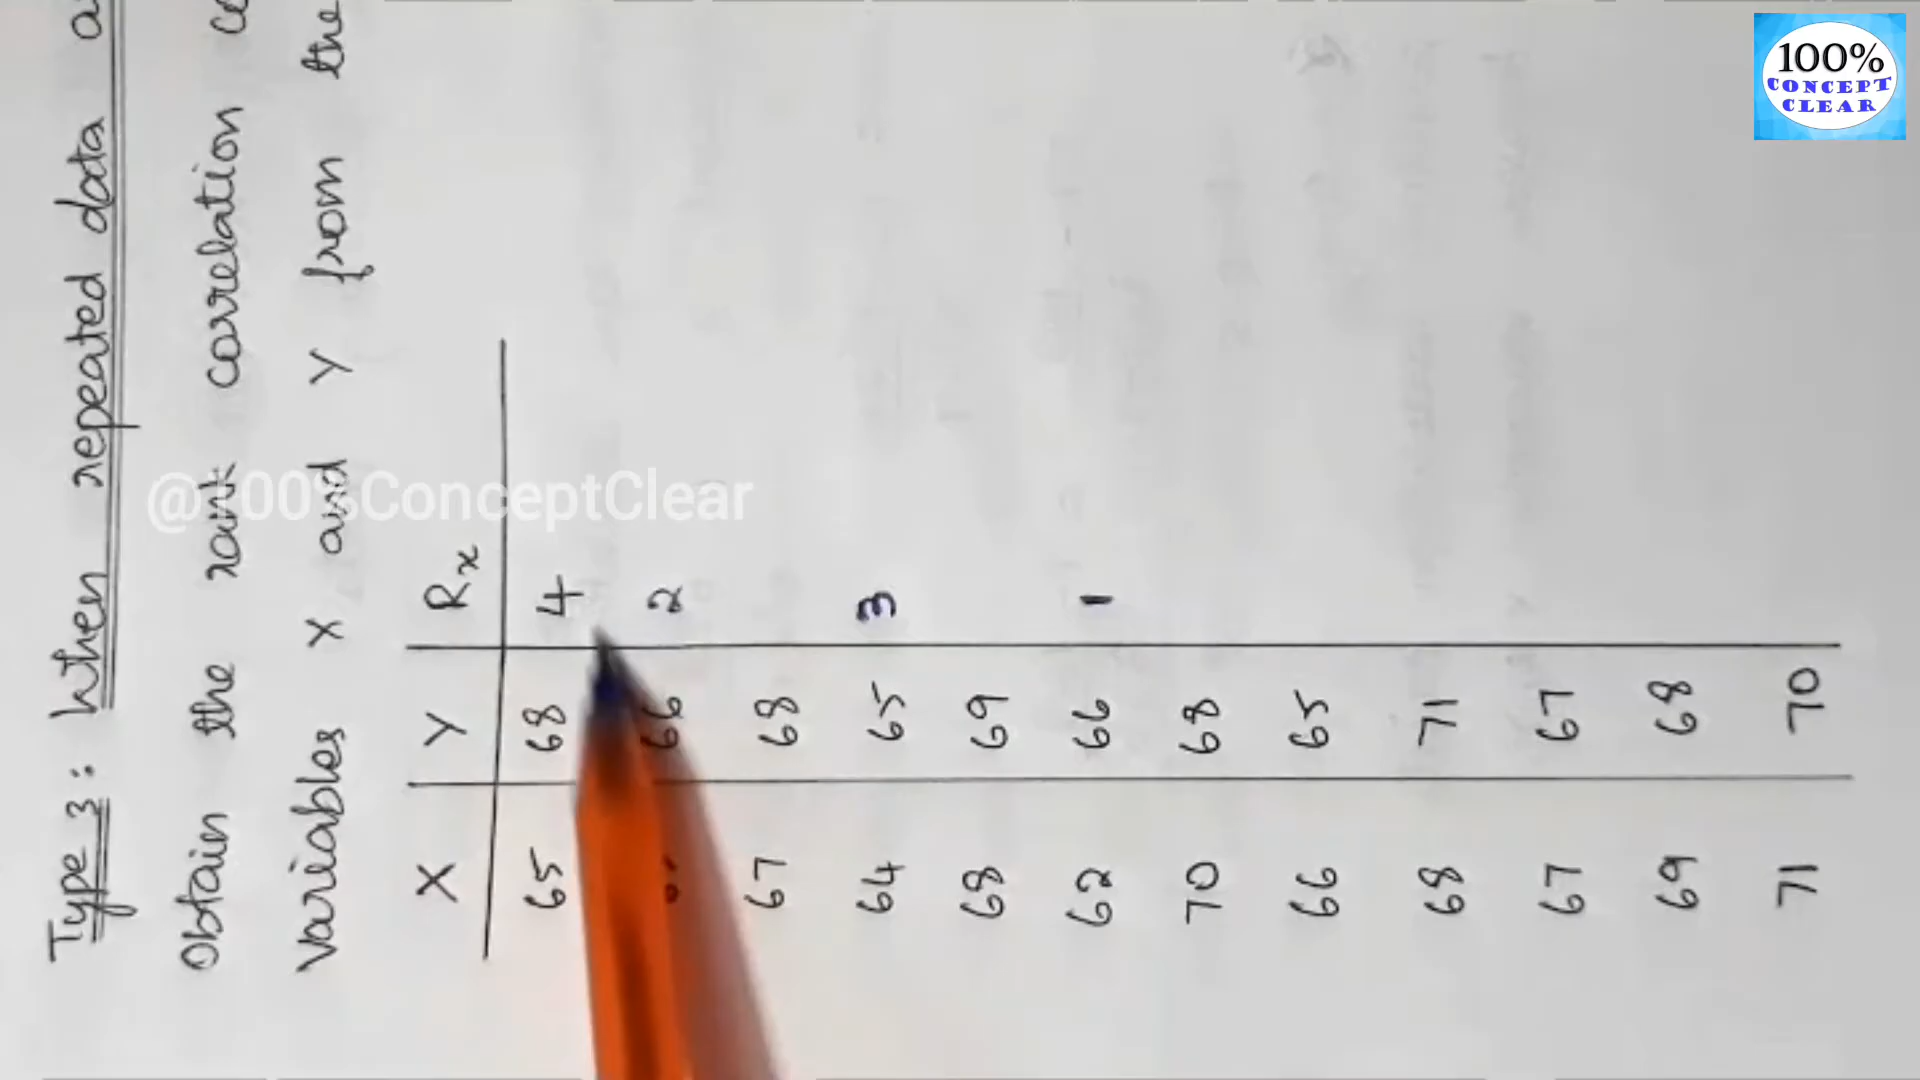 Type 3: When repeated data
Obtain the rank correlation
variables X and Y from the
X Y Rx
65 68 4
66 2
67 68
64 65 3
68 69
62 66 1
70 68
66 65
68 71
67 67
69 68
71 70
@100%ConceptClear
100%
CONCEPT
CLEAR